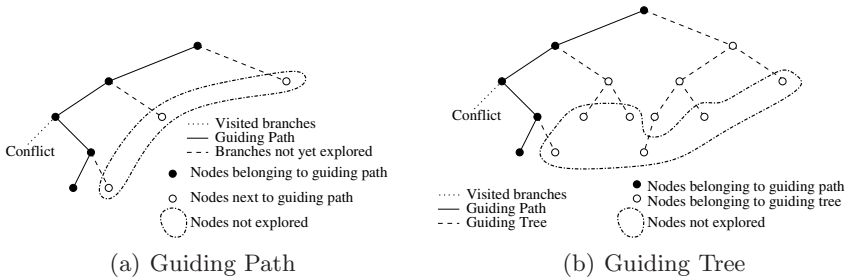 Conflict
Visited branches
Guiding Path
Branches not yet explored
Nodes belonging to guiding path
Nodes next to guiding path
Nodes not explored
(a) Guiding Path
Conflict
Visited branches
Guiding Path
Guiding Tree
Nodes belonging to guiding path
Nodes belonging to guiding tree
Nodes not explored
(b) Guiding Tree